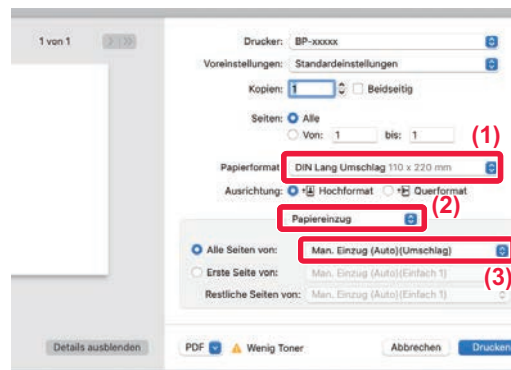 1 von 1
Drucker: BP-xxxxx
Voreinstellungen: Standardeinstellungen
Kopien: 1 Beidseitig
Seiten: Alle
Von: 1 bis: 1
(1)
Papierformat: DIN Lang Umschlag 110 x 220 mm
Ausrichtung: Hochformat Querformat
(2)
Papiereinzug
Alle Seiten von: Man. Einzug (Auto)(Umschlag)
(3)
Erste Seite von: Man. Einzug (Auto)(Einfach 1)
Restliche Seiten von: Man. Einzug (Auto)(Einfach 1)
Details ausblenden PDF Wenig Toner Abbrechen Drucken